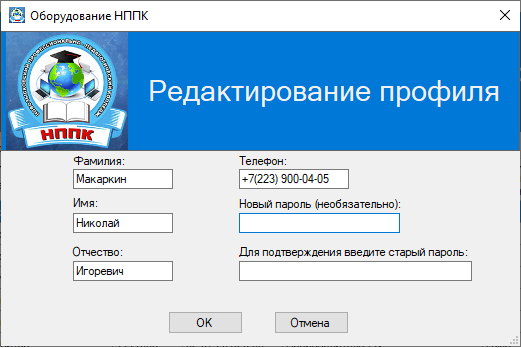 Оборудование НППК
НППК
Редактирование профиля
Фамилия:
Макаркин
Имя:
Николай
Отчество:
Игоревич
Телефон:
+7(223) 900-04-05
Новый пароль (необязательно):
Для подтверждения введите старый пароль:
OK
Отмена